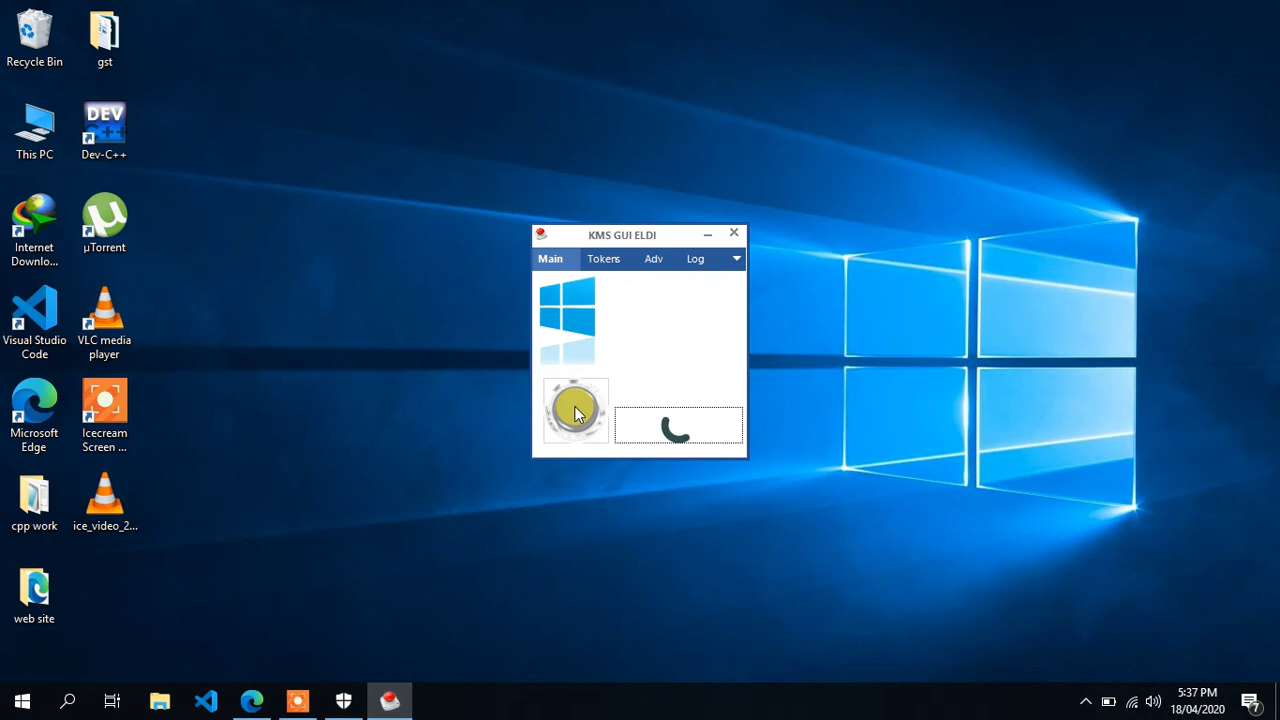 Recycle Bin
gst
This PC
DEV
C++
Dev-C++
Internet
Downlo...
µTorrent
Visual Studio
Code
VLC media
player
Microsoft
Edge
Icecream
Screen ...
cpp work
ice_video_2...
web site
KMS GUI ELDI
Main
Tokens
Adv
Log
5:37 PM
18/04/2020
7